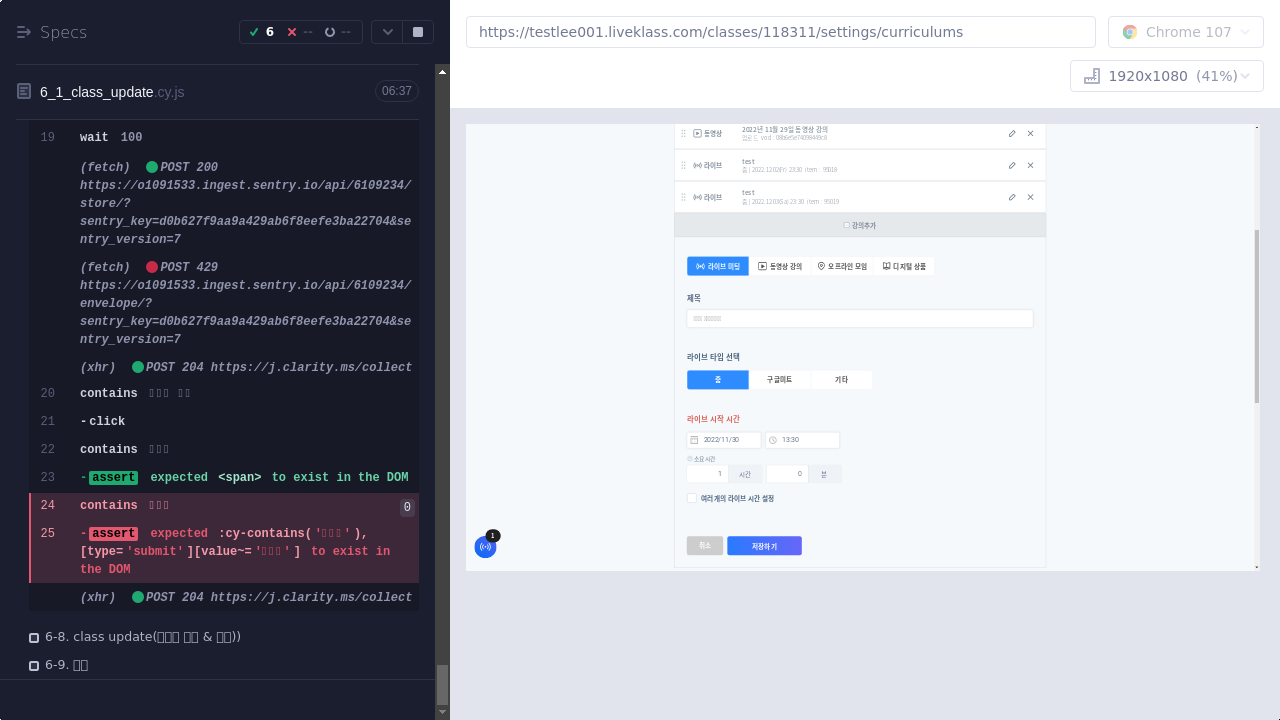 Specs
6
--
--
https://testlee001.liveklass.com/classes/118311/settings/curriculums
Chrome 107
1920x1080 (41%)
6_1_class_update.cy.js
06:37
19 wait 100
(fetch) POST 200
https://o1091533.ingest.sentry.io/api/6109234/
store/?
sentry_key=d0b627f9aa9a429ab6f8eefe3ba22704&se
ntry_version=7
(fetch) POST 429
https://o1091533.ingest.sentry.io/api/6109234/
envelope/?
sentry_key=d0b627f9aa9a429ab6f8eefe3ba22704&se
ntry_version=7
(xhr) POST 204 https://j.clarity.ms/collect
20 contains
21 -click
22 contains
23 -assert expected <span> to exist in the DOM
24 contains
0
25 -assert expected :cy-contains(' '),
[type='submit'][value~=' '] to exist in
the DOM
(xhr) POST 204 https://j.clarity.ms/collect
6-8. class update( & ))
6-9.
동영상
2022년 11월 29일 동영상 강의
라이브
test
라이브
test
강의추가
라이브 미팅
동영상 강의
오프라인 모임
디지털 상품
제목
라이브 타입 선택
줌
구글미트
기타
라이브 시작 시간
2022/11/30
13:30
소요시간
1 시간
0 분
여러개의 라이브 시간 설정
취소
저장하기
1